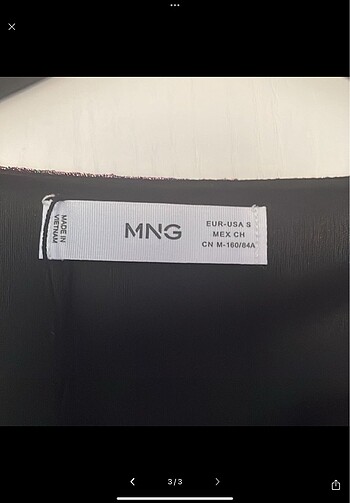 MADE IN
VIETNAM
MNG
EUR-USA S
MEX CH
CN M-160/84A
3/3